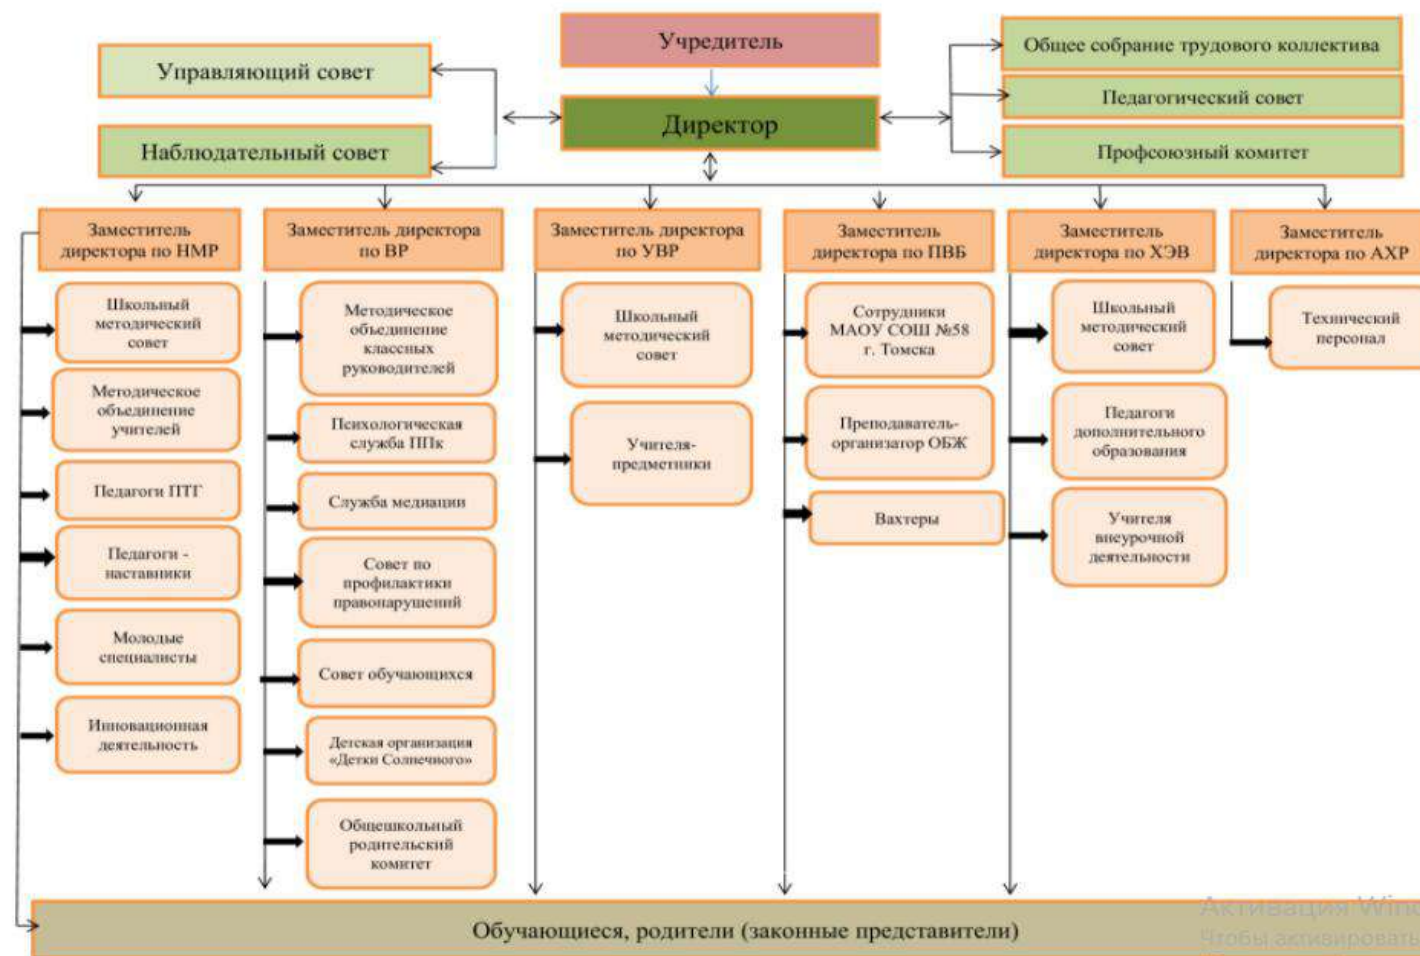 Учредитель
Управляющий совет
Общее собрание трудового коллектива
Педагогический совет
Директор
Наблюдательный совет
Профсоюзный комитет
Заместитель
директора по НМР
Заместитель директора
по ВР
Заместитель директора
по УВР
Заместитель
директора по ПВБ
Заместитель
директора по ХЭВ
Заместитель
директора по АХР
Школьный
методический
совет
Методическое
объединение
учителей
Педагоги ПТГ
Педагоги -
наставники
Молодые
специалисты
Инновационная
деятельность
Методическое
объединение
классных
руководителей
Психологическая
служба ППк
Служба медиации
Совет по
профилактики
правонарушений
Совет обучающихся
Детская организация
«Детки Солнечного»
Общешкольный
родительский
комитет
Школьный
методический
совет
Учителя-
предметники
Сотрудники
МАОУ СОШ №58
г. Томска
Преподаватель-
организатор ОБЖ
Вахтеры
Школьный
методический
совет
Педагоги
дополнительного
образования
Учителя
внеурочной
деятельности
Технический
персонал
Обучающиеся, родители (законные представители)
Активация Wind
Чтобы активировать